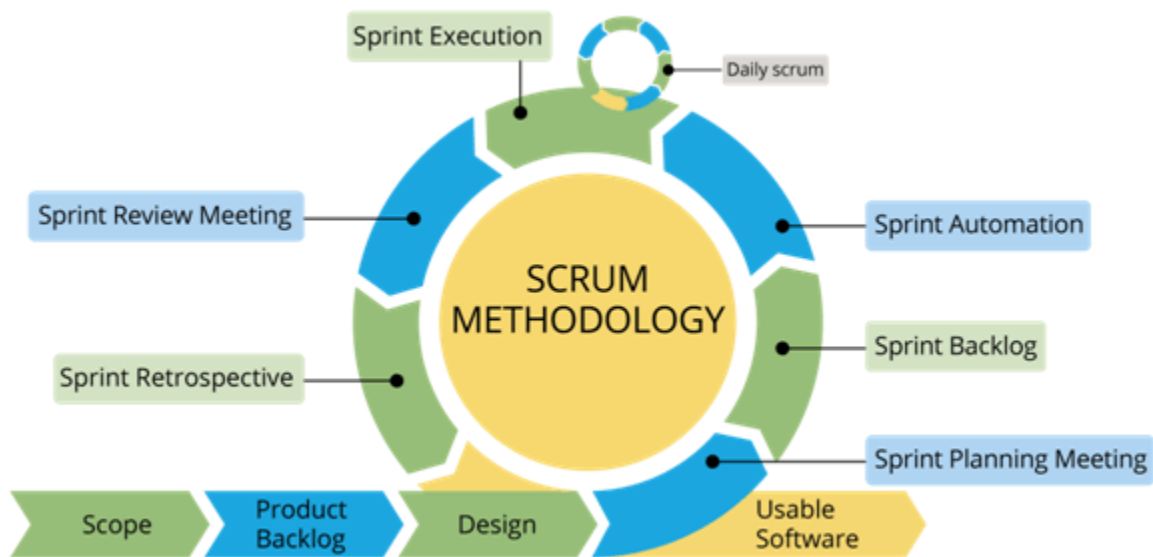 Sprint Execution
Daily scrum
Sprint Review Meeting
Sprint Automation
SCRUM
METHODOLOGY
Sprint Backlog
Sprint Retrospective
Sprint Planning Meeting
Scope
Product
Backlog
Design
Usable
Software